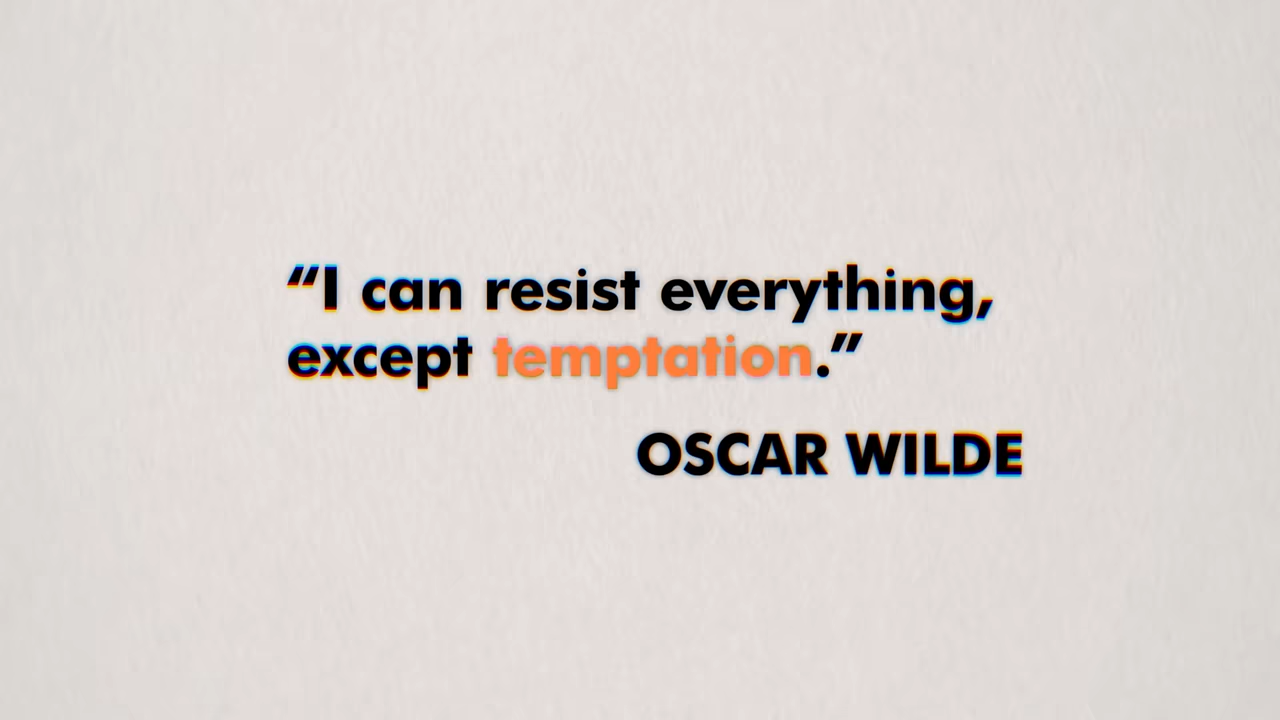 “I can resist everything,
except temptation.”
OSCAR WILDE